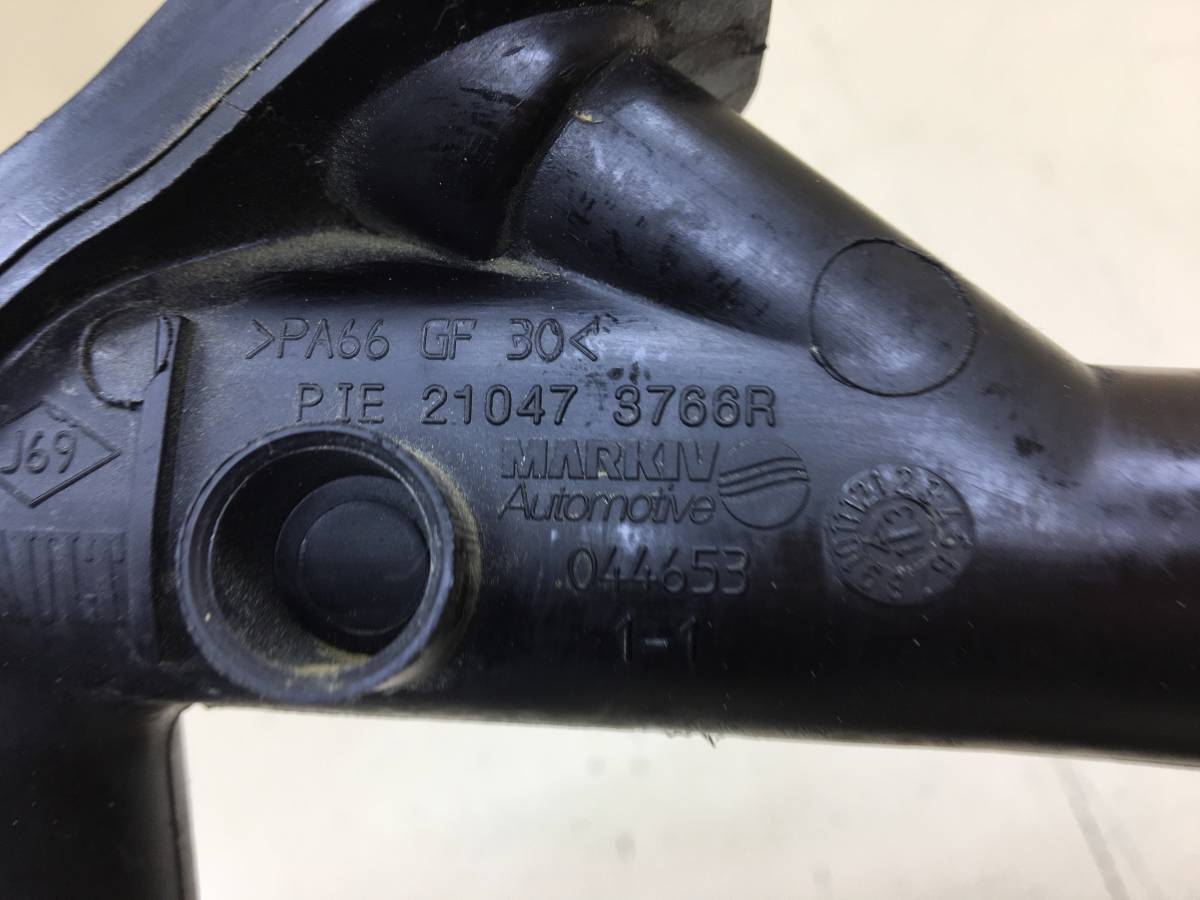 >PA66 GF 30<
PIE 21047 3766R
J69
MARKIV
Automotive
044653
1-1